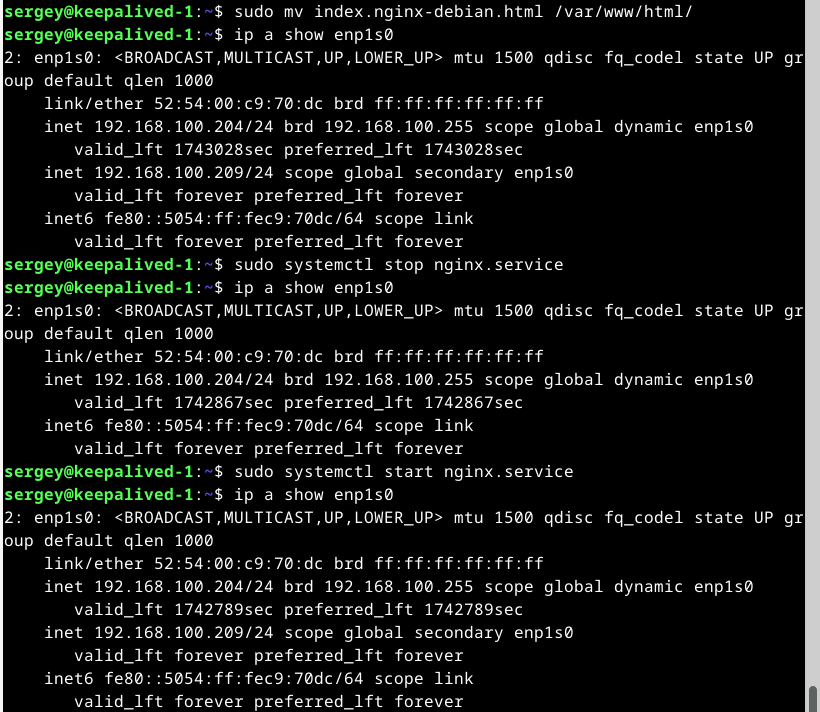 sergey@keepalived-1:~$ sudo mv index.nginx-debian.html /var/www/html/
sergey@keepalived-1:~$ ip a show enp1s0
2: enp1s0: <BROADCAST,MULTICAST,UP,LOWER_UP> mtu 1500 qdisc fq_codel state UP gr
oup default qlen 1000
    link/ether 52:54:00:c9:70:dc brd ff:ff:ff:ff:ff:ff
    inet 192.168.100.204/24 brd 192.168.100.255 scope global dynamic enp1s0
       valid_lft 1743028sec preferred_lft 1743028sec
    inet 192.168.100.209/24 scope global secondary enp1s0
       valid_lft forever preferred_lft forever
    inet6 fe80::5054:ff:fec9:70dc/64 scope link
       valid_lft forever preferred_lft forever
sergey@keepalived-1:~$ sudo systemctl stop nginx.service
sergey@keepalived-1:~$ ip a show enp1s0
2: enp1s0: <BROADCAST,MULTICAST,UP,LOWER_UP> mtu 1500 qdisc fq_codel state UP gr
oup default qlen 1000
    link/ether 52:54:00:c9:70:dc brd ff:ff:ff:ff:ff:ff
    inet 192.168.100.204/24 brd 192.168.100.255 scope global dynamic enp1s0
       valid_lft 1742867sec preferred_lft 1742867sec
    inet6 fe80::5054:ff:fec9:70dc/64 scope link
       valid_lft forever preferred_lft forever
sergey@keepalived-1:~$ sudo systemctl start nginx.service
sergey@keepalived-1:~$ ip a show enp1s0
2: enp1s0: <BROADCAST,MULTICAST,UP,LOWER_UP> mtu 1500 qdisc fq_codel state UP gr
oup default qlen 1000
    link/ether 52:54:00:c9:70:dc brd ff:ff:ff:ff:ff:ff
    inet 192.168.100.204/24 brd 192.168.100.255 scope global dynamic enp1s0
       valid_lft 1742789sec preferred_lft 1742789sec
    inet 192.168.100.209/24 scope global secondary enp1s0
       valid_lft forever preferred_lft forever
    inet6 fe80::5054:ff:fec9:70dc/64 scope link
       valid_lft forever preferred_lft forever